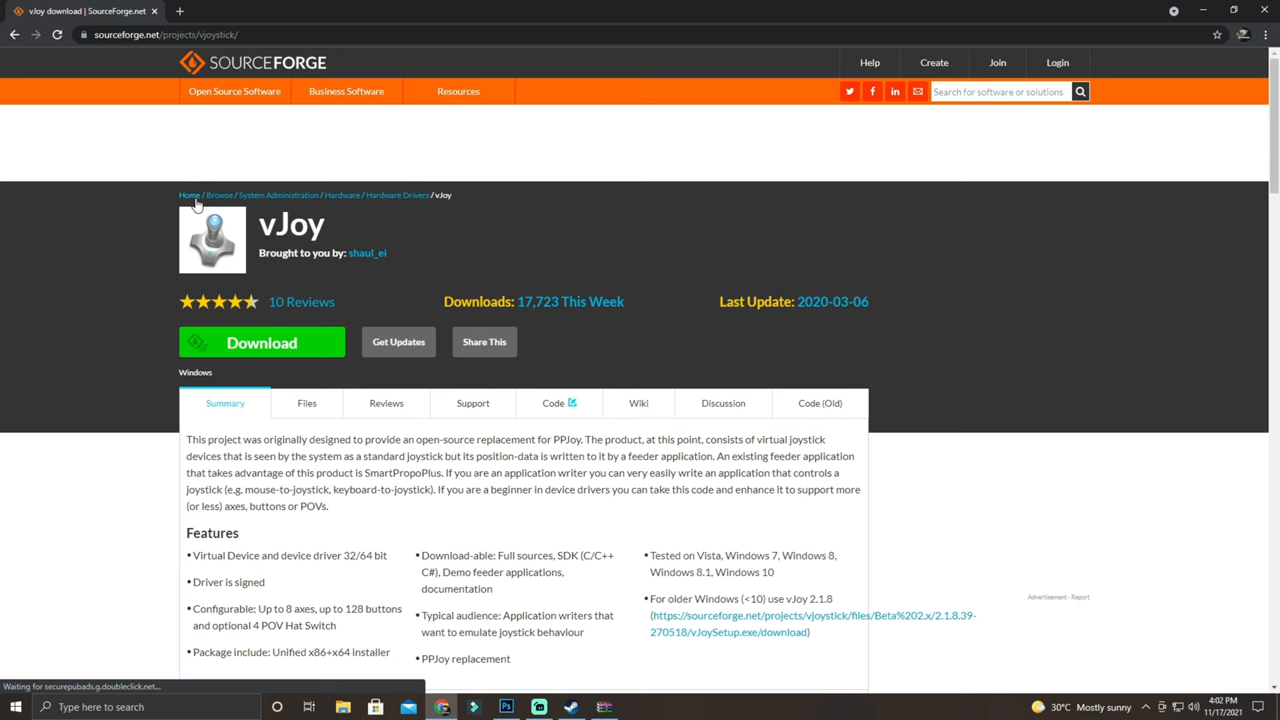 vJoy download | SourceForge.net
sourceforge.net/projects/vjoystick/
SOURCEFORGE
Help
Create
Join
Login
Open Source Software
Business Software
Resources
Search for software or solutions
Home / Browse / System Administration / Hardware / Hardware Drivers / vJoy
vJoy
Brought to you by: shaul_ei
10 Reviews
Downloads: 17,723 This Week
Last Update: 2020-03-06
Download
Get Updates
Share This
Windows
Summary
Files
Reviews
Support
Code
Wiki
Discussion
Code (Old)
This project was originally designed to provide an open-source replacement for PPJoy. The product, at this point, consists of virtual joystick
devices that is seen by the system as a standard joystick but its position-data is written to it by a feeder application. An existing feeder application
that takes advantage of this product is SmartPropoPlus. If you are an application writer you can very easily write an application that controls a
joystick (e.g. mouse-to-joystick, keyboard-to-joystick). If you are a beginner in device drivers you can take this code and enhance it to support more
(or less) axes, buttons or POVs.
Features
• Virtual Device and device driver 32/64 bit
• Driver is signed
• Configurable: Up to 8 axes, up to 128 buttons
and optional 4 POV Hat Switch
• Package include: Unified x86+x64 installer
• Download-able: Full sources, SDK (C/C++
C#), Demo feeder applications,
documentation
• Typical audience: Application writers that
want to emulate joystick behaviour
• PPJoy replacement
• Tested on Vista, Windows 7, Windows 8,
Windows 8.1, Windows 10
• For older Windows (<10) use vJoy 2.1.8
(https://sourceforge.net/projects/vjoystick/files/Beta%202.x/2.1.8.39-
270518/vJoySetup.exe/download)
Advertisement - Report
Waiting for securepubads.g.doubleclick.net...
Type here to search
Ps
30°C Mostly sunny
4:02 PM
11/17/2021